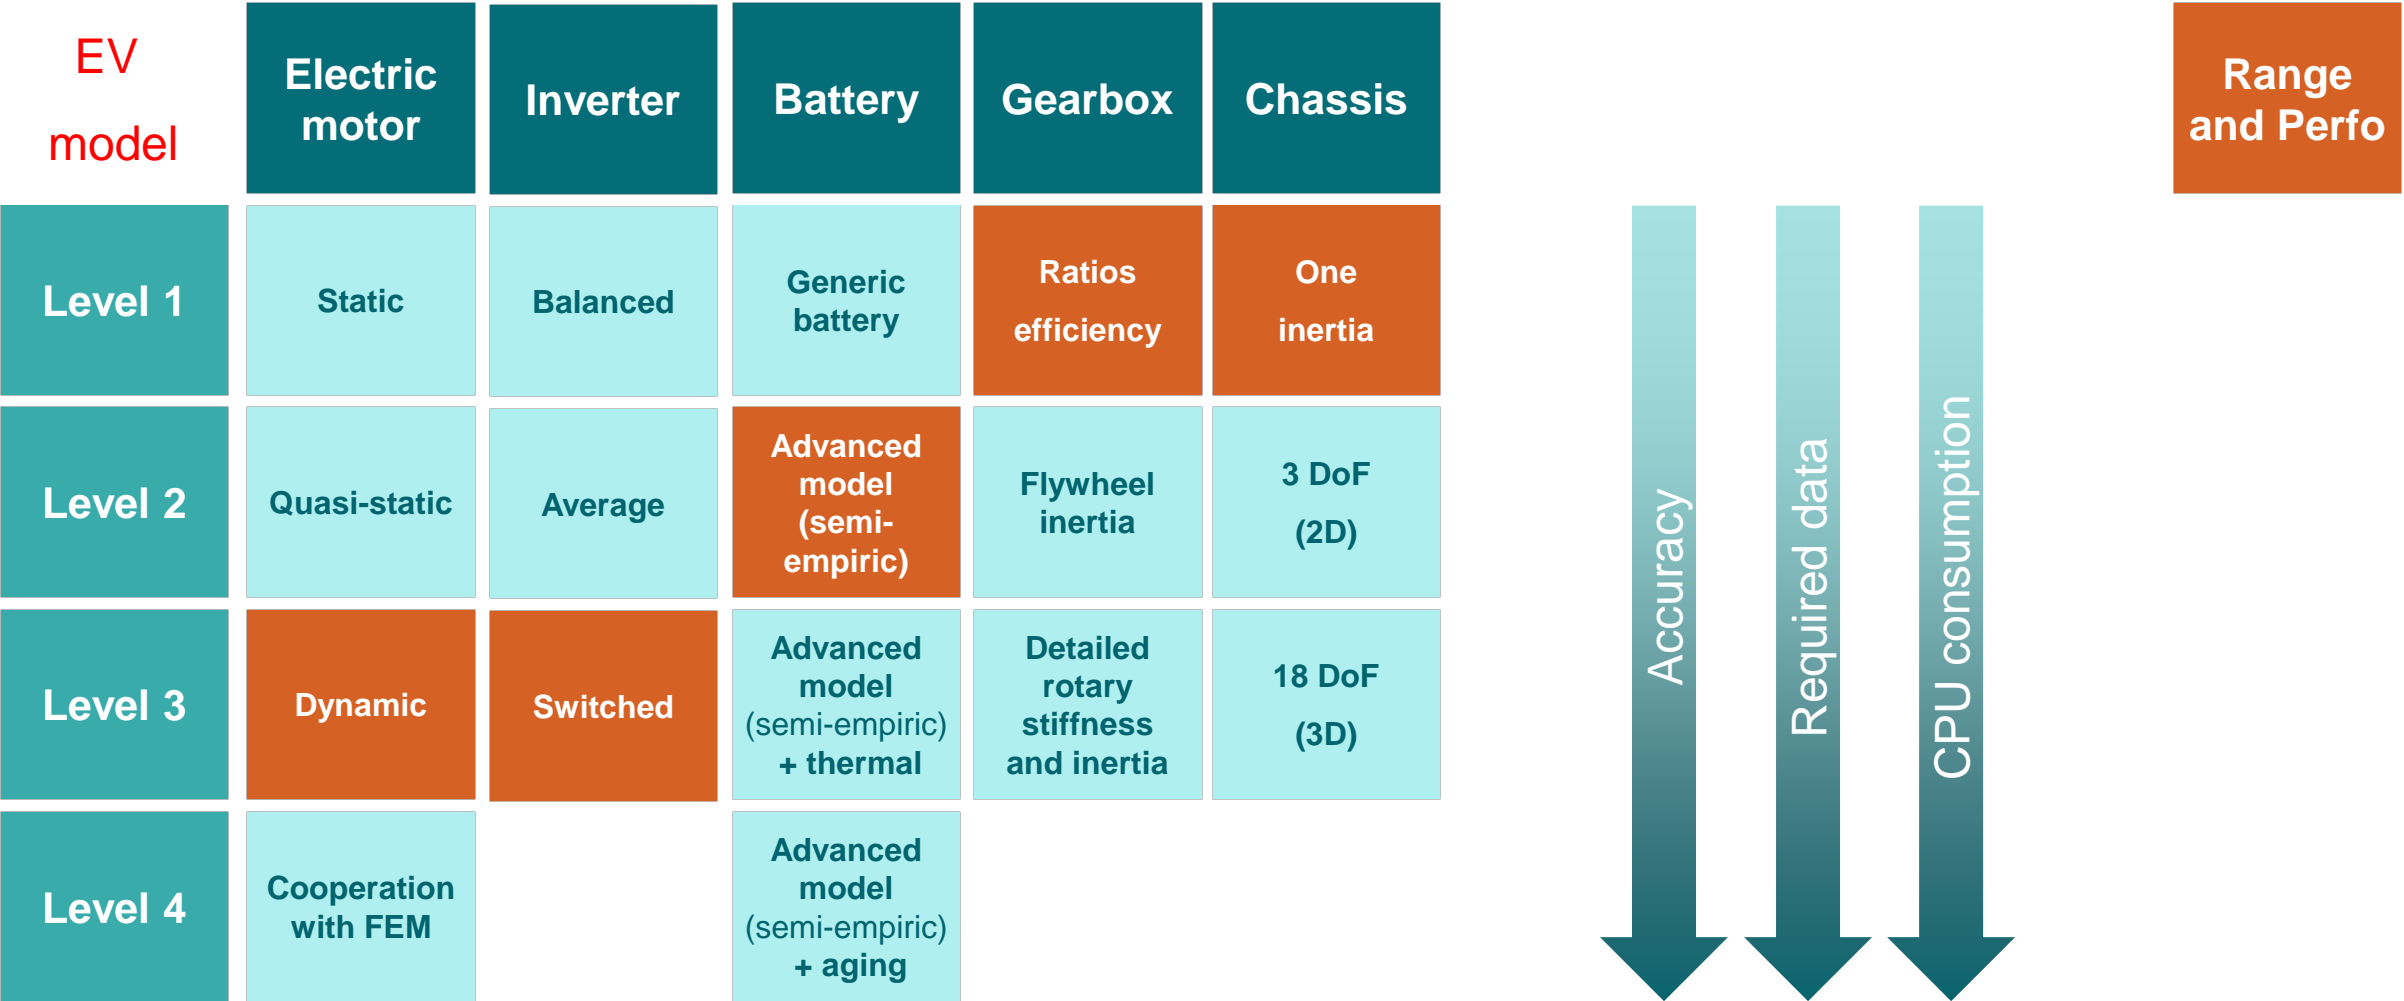 EV
model
Electric
motor
Inverter
Battery
Gearbox
Chassis
Range
and Perfo
Level 1
Static
Balanced
Generic
battery
Ratios
efficiency
One
inertia
Level 2
Quasi-static
Average
Advanced
model
(semi-
empiric)
Flywheel
inertia
3 DoF
(2D)
Level 3
Dynamic
Switched
Advanced
model
(semi-empiric)
+ thermal
Detailed
rotary
stiffness
and inertia
18 DoF
(3D)
Level 4
Cooperation
with FEM
Advanced
model
(semi-empiric)
+ aging
Accuracy
Required data
CPU consumption